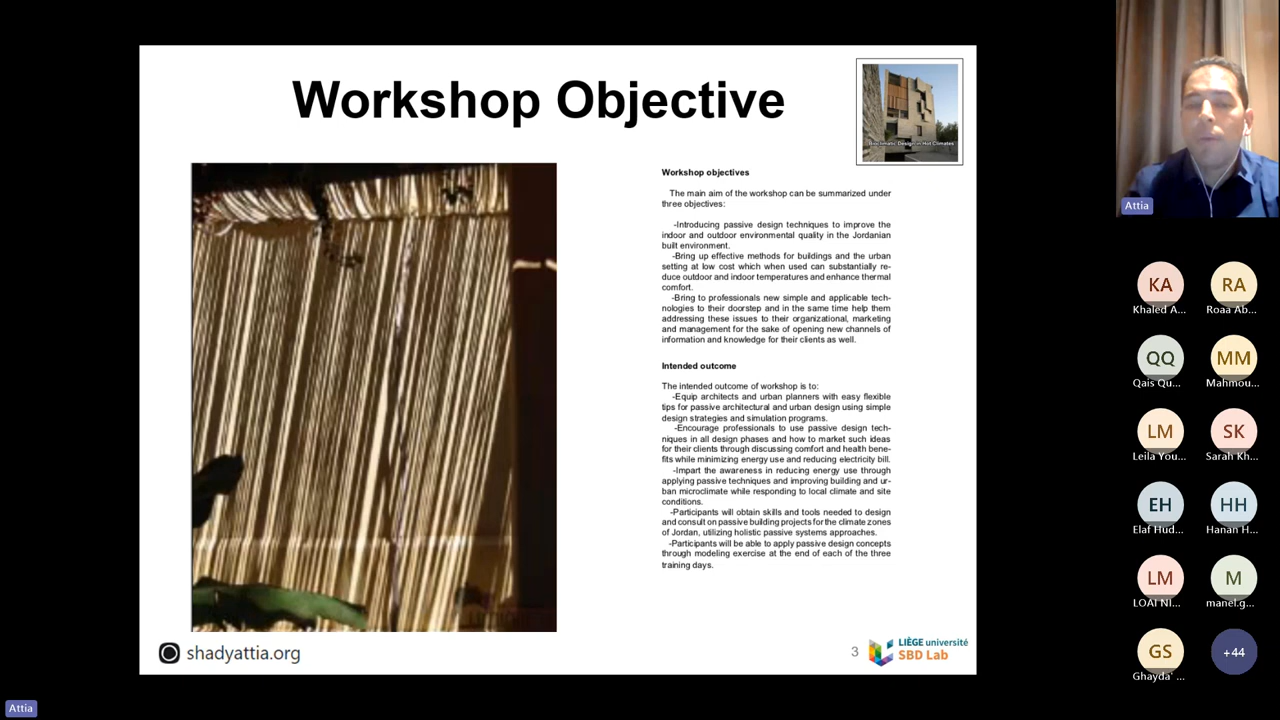 Workshop Objective
Bioclimatic Design in Hot Climates
Workshop objectives
The main aim of the workshop can be summarized under
three objectives:
-Introducing passive design techniques to improve the
indoor and outdoor environmental quality in the Jordanian
built environment.
-Bring up effective methods for buildings and the urban
setting at low cost which when used can substantially re-
duce outdoor and indoor temperatures and enhance thermal
comfort.
-Bring to professionals new simple and applicable tech-
nologies to their doorstep and in the same time help them
addressing these issues to their organizational, marketing
and management for the sake of opening new channels of
information and knowledge for their clients as well.
Intended outcome
The intended outcome of workshop is to:
-Equip architects and urban planners with easy flexible
tips for passive architectural and urban design using simple
design strategies and simulation programs.
-Encourage professionals to use passive design tech-
niques in all design phases and how to market such ideas
for their clients through discussing comfort and health bene-
fits while minimizing energy use and reducing electricity bill.
-Impart the awareness in reducing energy use through
applying passive techniques and improving building and ur-
ban microclimate while responding to local climate and site
conditions.
-Participants will obtain skills and tools needed to design
and consult on passive building projects for the climate zones
of Jordan, utilizing holistic passive systems approaches.
-Participants will be able to apply passive design concepts
through modeling exercise at the end of each of the three
training days.
shadyattia.org
3
LIÈGE université
SBD Lab
Attia
KA
RA
Khaled A...
Roaa Ab...
QQ
MM
Qais Qu...
Mahmou...
LM
SK
Leila You...
Sarah Kh...
EH
HH
Elaf Hud...
Hanan H...
LM
M
LOAI NI...
manel.g...
GS
+44
Ghayda' ...
Attia